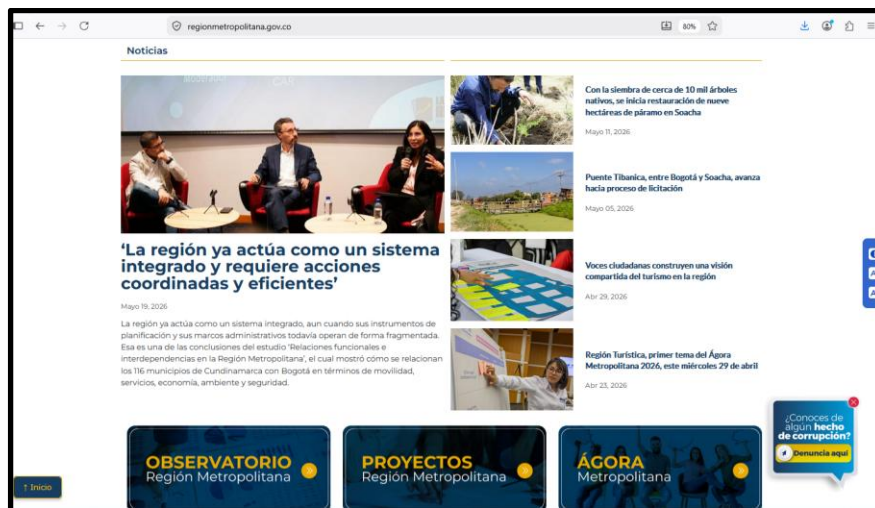 regionmetropolitana.gov.co
80%
Noticias
‘La región ya actúa como un sistema
integrado y requiere acciones
coordinadas y eficientes’
Mayo 19, 2026
La región ya actúa como un sistema integrado, aun cuando sus instrumentos de
planificación y sus marcos administrativos todavía operan de forma fragmentada.
Esa es una de las conclusiones del estudio ‘Relaciones funcionales e
interdependencias en la Región Metropolitana’, el cual mostró cómo se relacionan
los 116 municipios de Cundinamarca con Bogotá en términos de movilidad,
servicios, economía, ambiente y seguridad.
Con la siembra de cerca de 10 mil árboles
nativos, se inicia restauración de nueve
hectáreas de páramo en Soacha
Mayo 11, 2026
Puente Tibanica, entre Bogotá y Soacha, avanza
hacia proceso de licitación
Mayo 05, 2026
Voces ciudadanas construyen una visión
compartida del turismo en la región
Abr 29, 2026
Región Turística, primer tema del Ágora
Metropolitana 2026, este miércoles 29 de abril
Abr 23, 2026
OBSERVATORIO
Región Metropolitana
PROYECTOS
Región Metropolitana
ÁGORA
Metropolitana
¿Conoces de
algún hecho
de corrupción?
Denuncia aquí
↑ Inicio